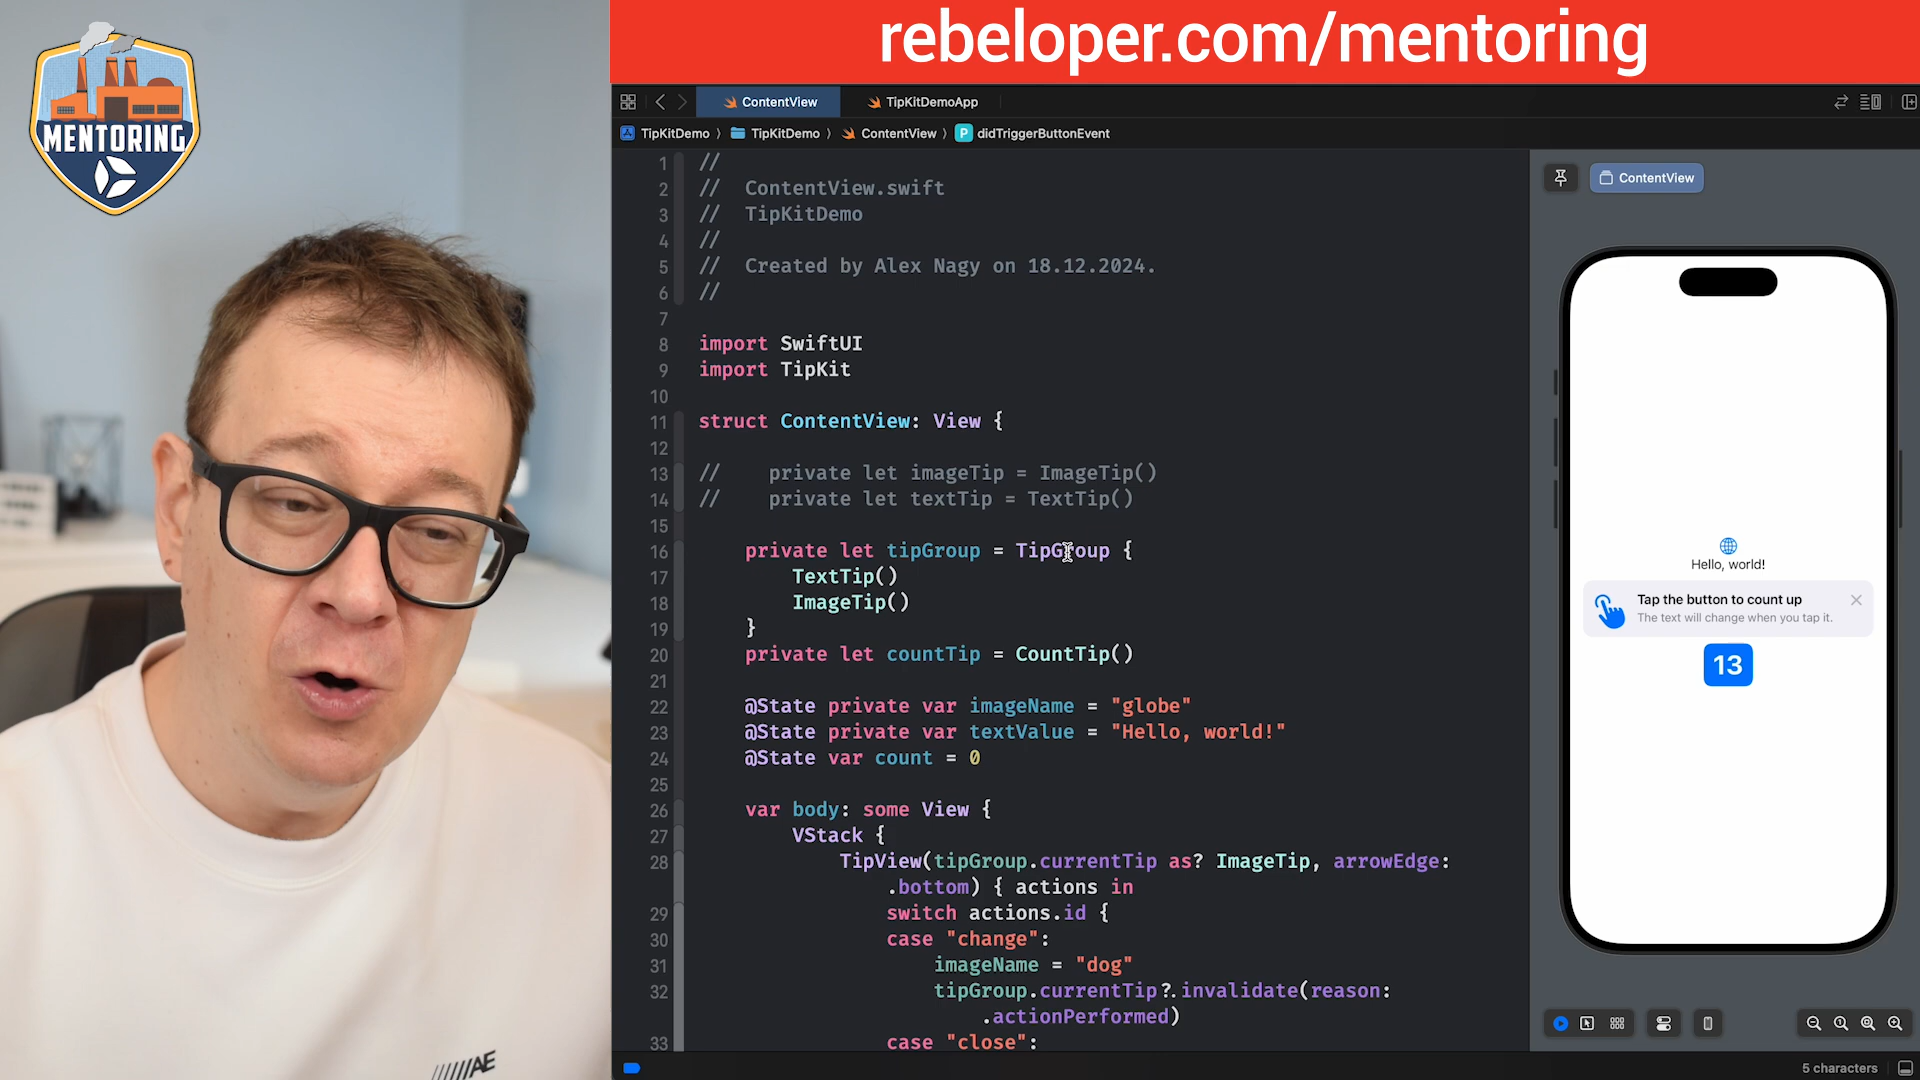 rebeloper.com/mentoring
MENTORING
ContentView
TipKitDemoApp
TipKitDemo
TipKitDemo
ContentView
P
didTriggerButtonEvent
1 //
2 //  ContentView.swift
3 //  TipKitDemo
4 //
5 //  Created by Alex Nagy on 18.12.2024.
6 //
7
8 import SwiftUI
9 import TipKit
10
11 struct ContentView: View {
12
13 //    private let imageTip = ImageTip()
14 //    private let textTip = TextTip()
15
16     private let tipGroup = TipGroup {
17         TextTip()
18         ImageTip()
19     }
20     private let countTip = CountTip()
21
22     @State private var imageName = "globe"
23     @State private var textValue = "Hello, world!"
24     @State var count = 0
25
26     var body: some View {
27         VStack {
28             TipView(tipGroup.currentTip as? ImageTip, arrowEdge:
                 .bottom) { actions in
29                 switch actions.id {
30                 case "change":
31                     imageName = "dog"
32                     tipGroup.currentTip?.invalidate(reason:
                         .actionPerformed)
33                 case "close":
ContentView
Hello, world!
Tap the button to count up
The text will change when you tap it.
13
AE
5 characters